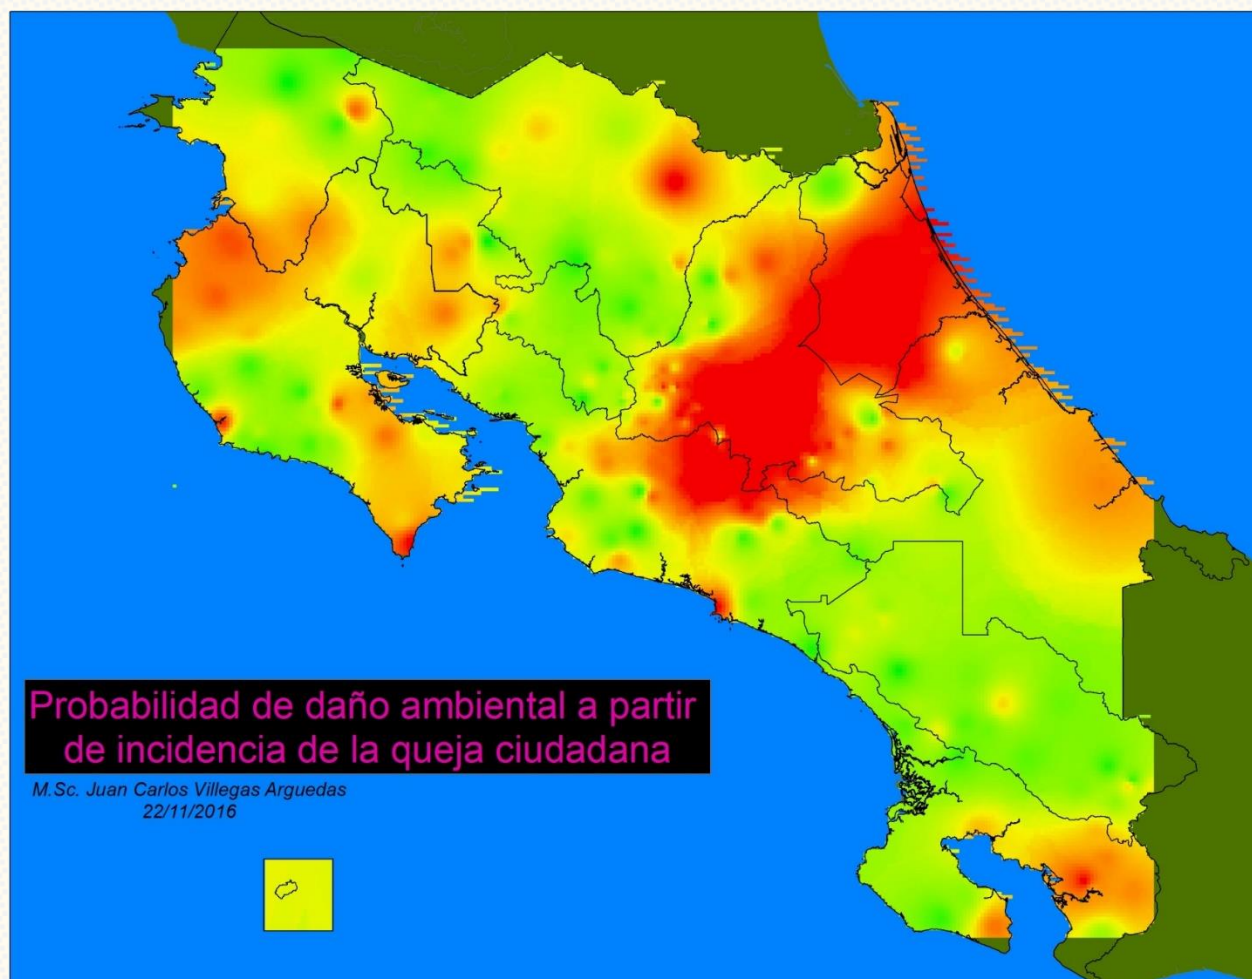 Probabilidad de daño ambiental a partir
de incidencia de la queja ciudadana
M.Sc. Juan Carlos Villegas Arguedas
22/11/2016